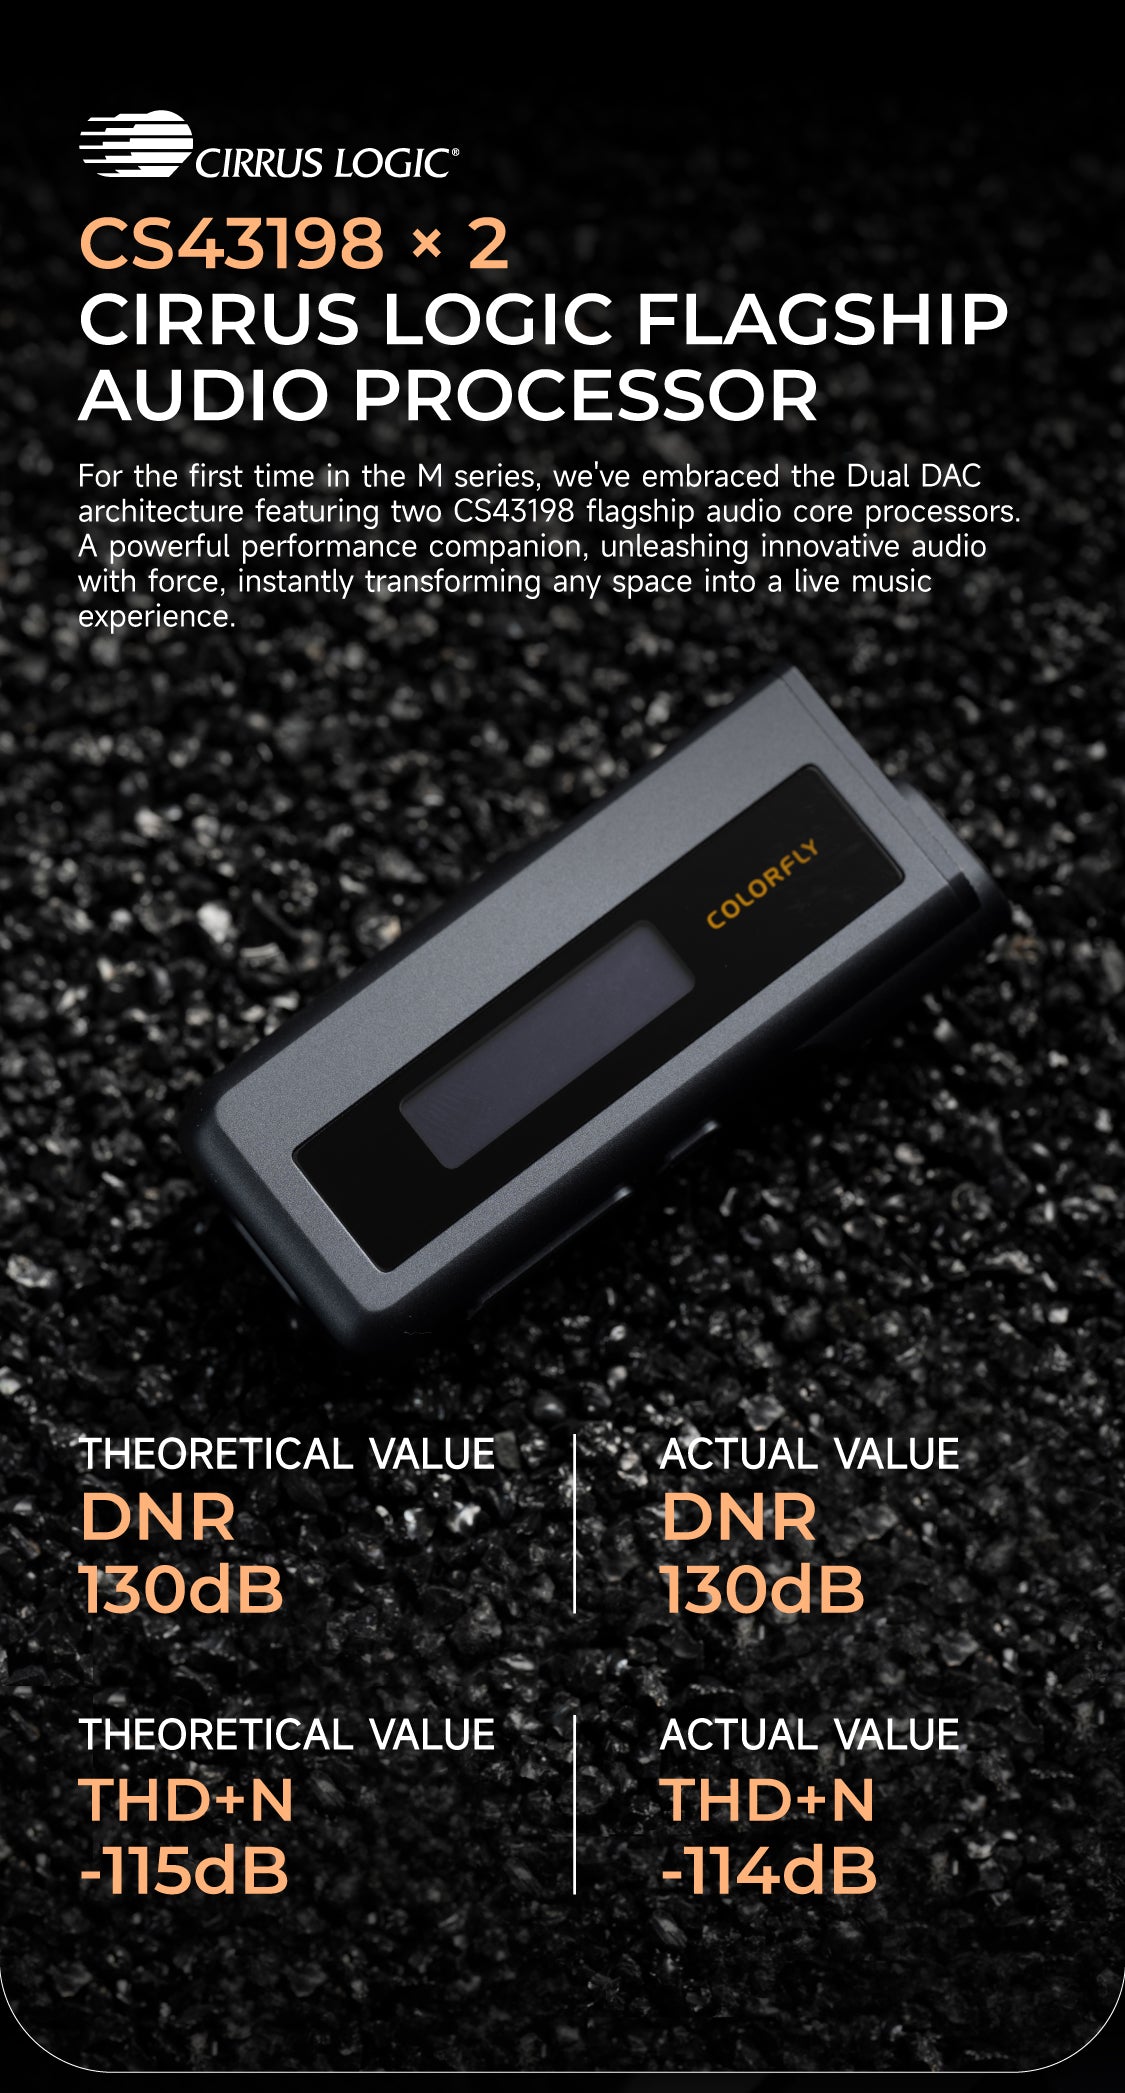 CIRRUS LOGIC®
CS43198 × 2
CIRRUS LOGIC FLAGSHIP
AUDIO PROCESSOR
For the first time in the M series, we've embraced the Dual DAC
architecture featuring two CS43198 flagship audio core processors.
A powerful performance companion, unleashing innovative audio
with force, instantly transforming any space into a live music
experience.
COLORFLY
THEORETICAL VALUE
DNR
130dB
ACTUAL VALUE
DNR
130dB
THEORETICAL VALUE
THD+N
-115dB
ACTUAL VALUE
THD+N
-114dB